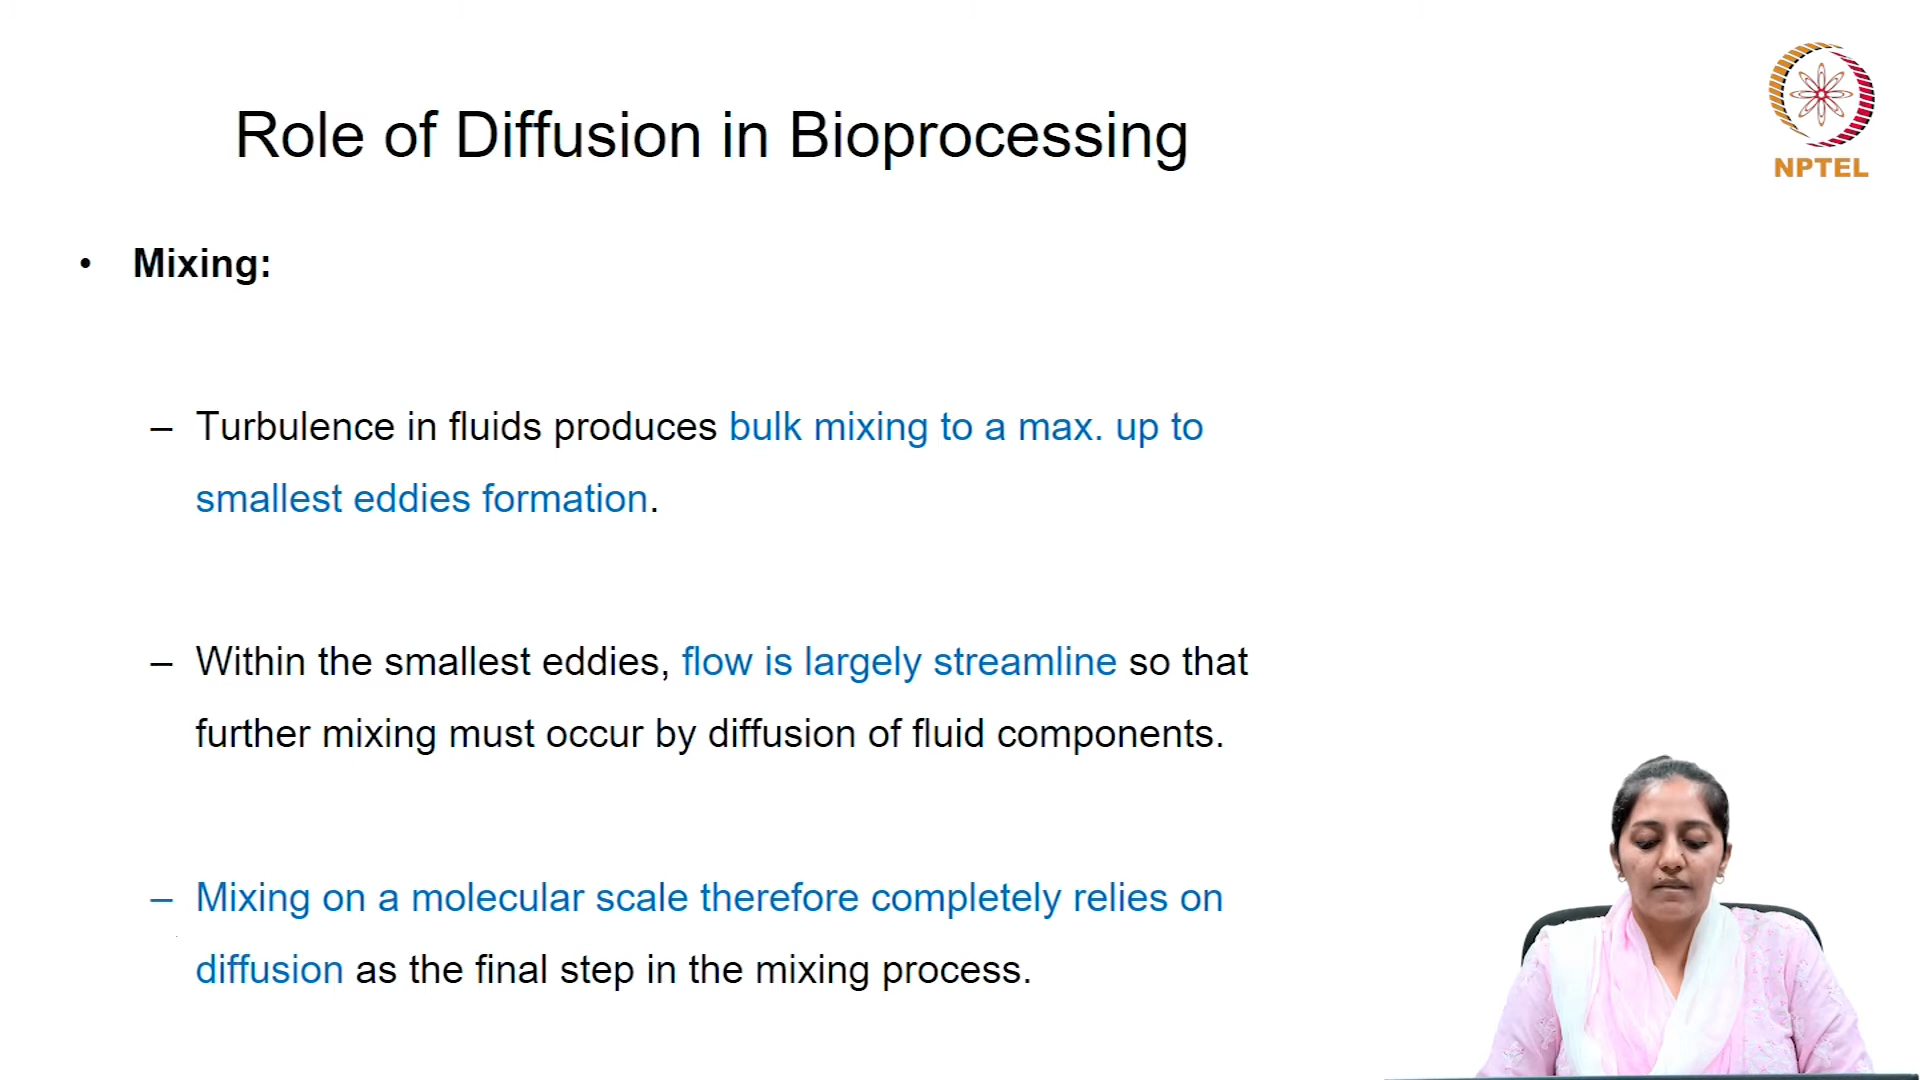 Role of Diffusion in Bioprocessing
NPTEL
• Mixing:
– Turbulence in fluids produces bulk mixing to a max. up to
smallest eddies formation.
– Within the smallest eddies, flow is largely streamline so that
further mixing must occur by diffusion of fluid components.
– Mixing on a molecular scale therefore completely relies on
diffusion as the final step in the mixing process.